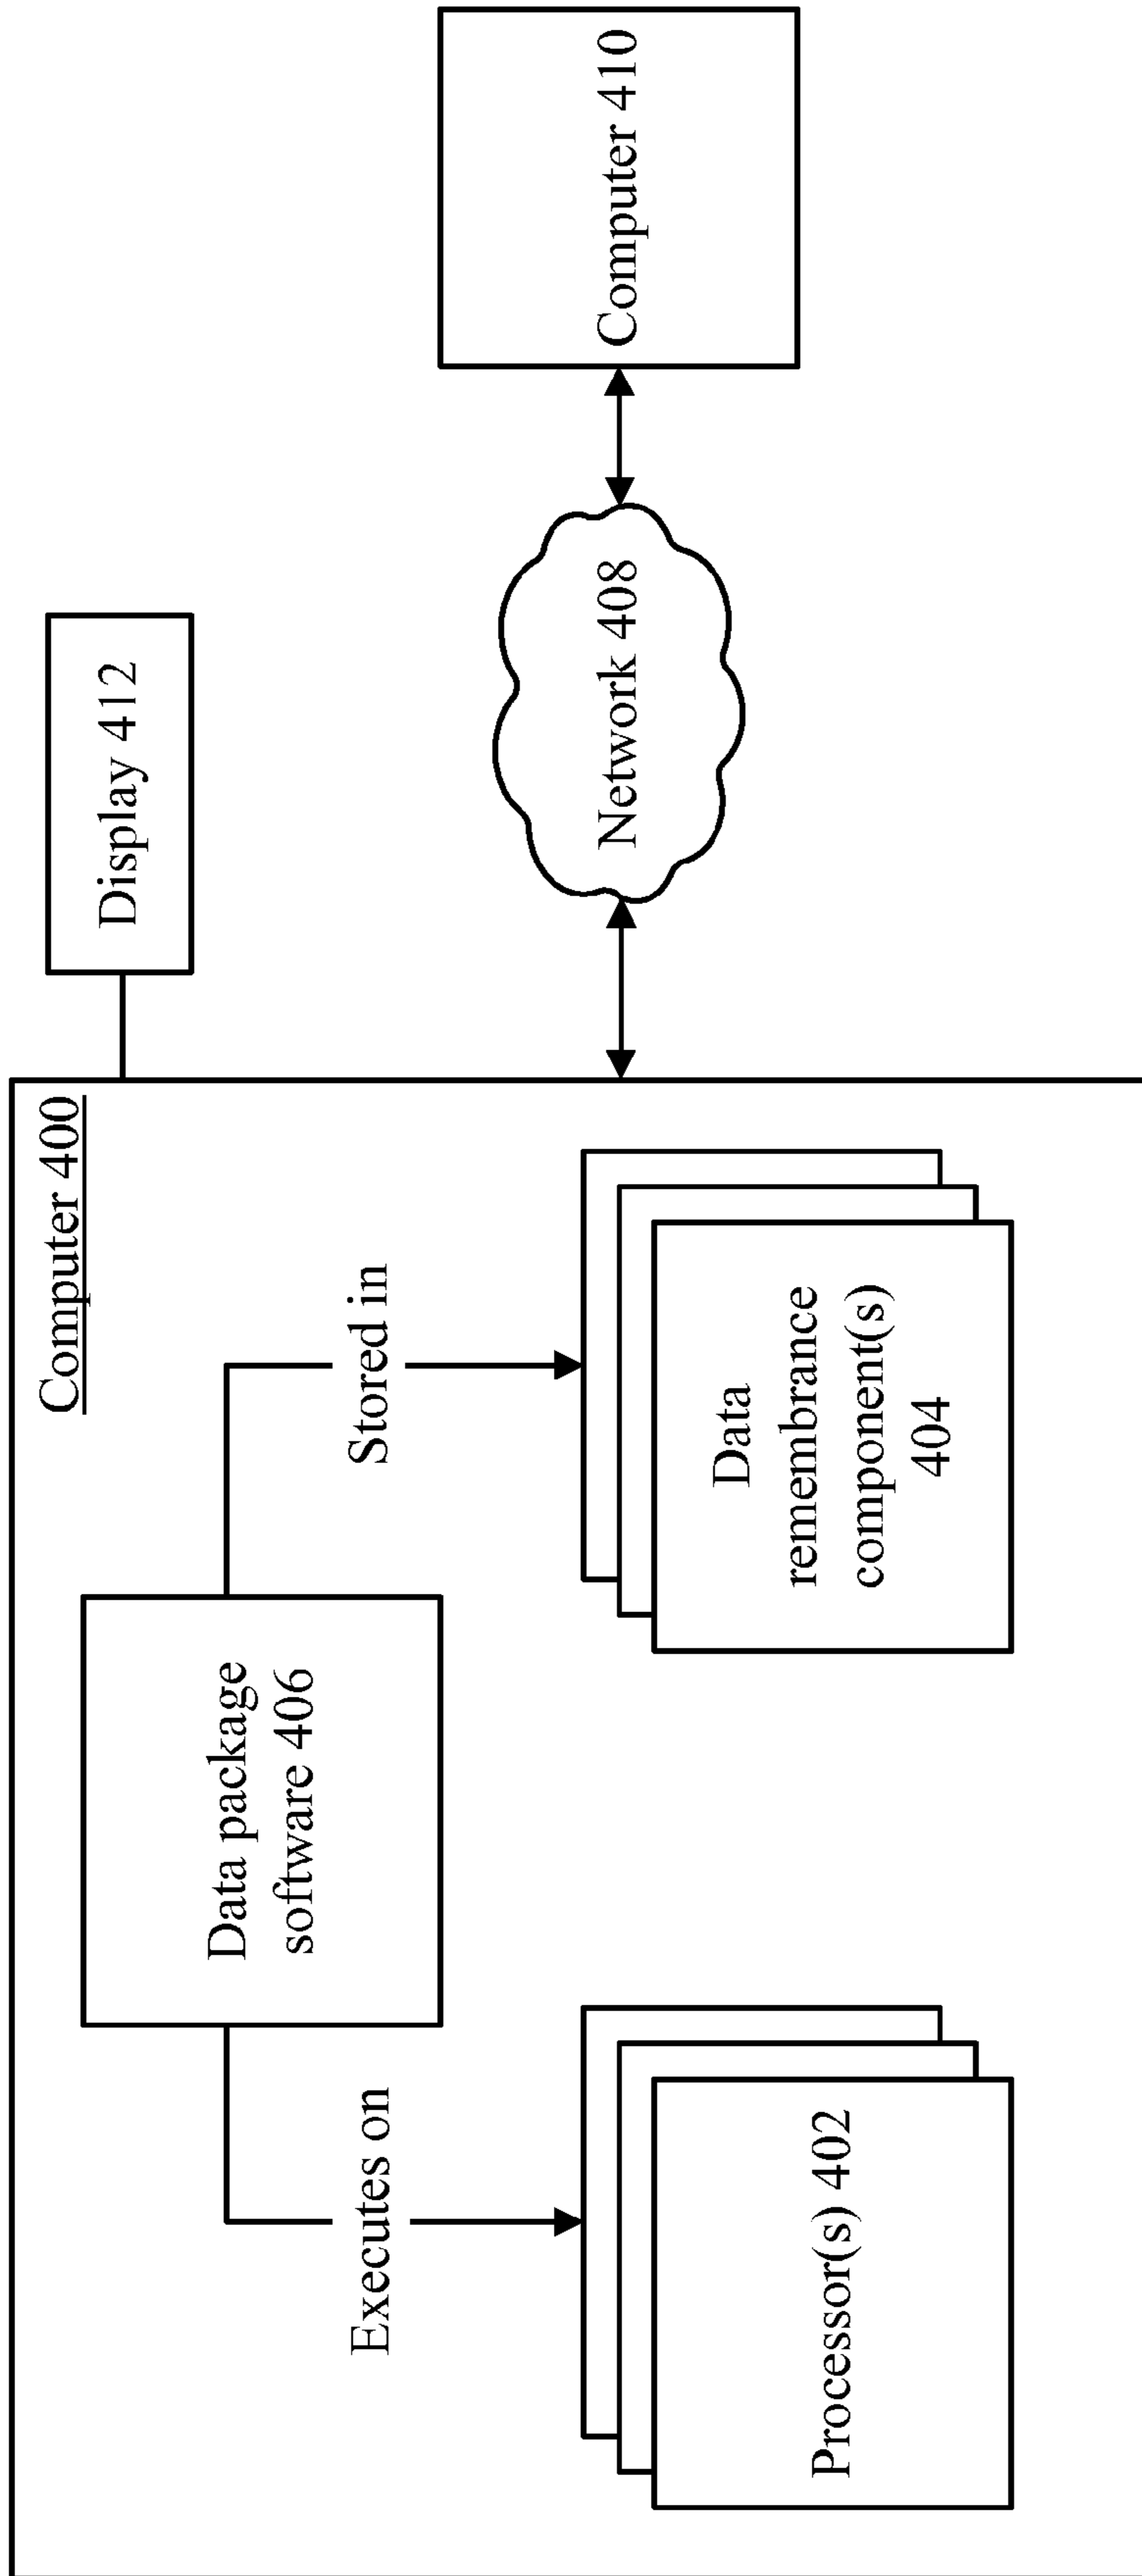 Computer 400
Data package
software 406
Executes on
Stored in
Processor(s) 402
Data
remembrance
component(s)
404
Display 412
Network 408
Computer 410